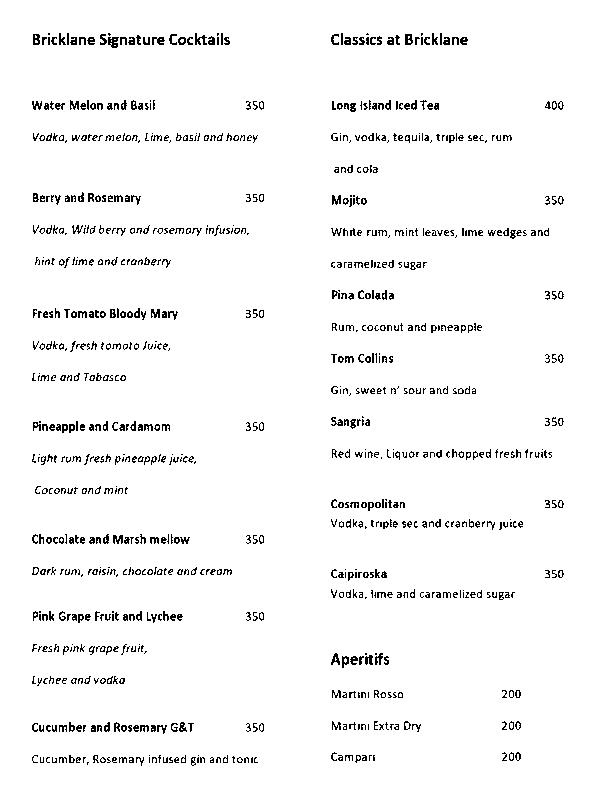 Bricklane Signature Cocktails
Water Melon and Basil 350
Vodka, water melon, Lime, basil and honey
Berry and Rosemary 350
Vodka, Wild berry and rosemary infusion,
hint of lime and cranberry
Fresh Tomato Bloody Mary 350
Vodka, fresh tomato Juice,
Lime and Tobasco
Pineapple and Cardamom 350
Light rum fresh pineapple juice,
Coconut and mint
Chocolate and Marsh mellow 350
Dark rum, raisin, chocolate and cream
Pink Grape Fruit and Lychee 350
Fresh pink grape fruit,
Lychee and vodka
Cucumber and Rosemary G&T 350
Cucumber, Rosemary infused gin and tonic
Classics at Bricklane
Long Island Iced Tea 400
Gin, vodka, tequila, triple sec, rum
and cola
Mojito 350
White rum, mint leaves, lime wedges and
caramelized sugar
Pina Colada 350
Rum, coconut and pineapple
Tom Collins 350
Gin, sweet n' sour and soda
Sangria 350
Red wine, Liquor and chopped fresh fruits
Cosmopolitan 350
Vodka, triple sec and cranberry juice
Caipiroska 350
Vodka, lime and caramelized sugar
Aperitifs
Martini Rosso 200
Martini Extra Dry 200
Campari 200